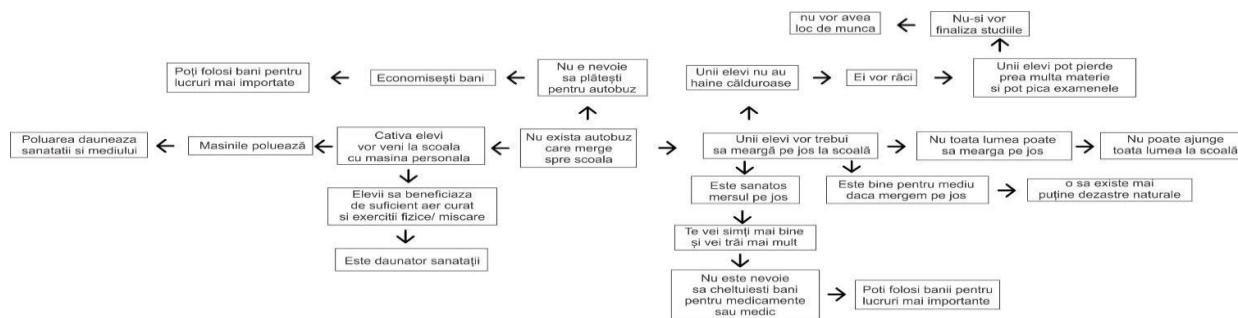 nu vor avea
loc de munca
Nu-si vor
finaliza studiile
Poți folosi bani pentru
lucruri mai importate
Economisești bani
Nu e nevoie
sa plătești
pentru autobuz
Unii elevi nu au
haine călduroase
Ei vor răci
Unii elevi pot pierde
prea multa materie
si pot pica examenele
Poluarea dauneaza
sanatatii si mediului
Masinile poluează
Cativa elevi
vor veni la scoala
cu masina personala
Nu exista autobuz
care merge
spre scoala
Unii elevi vor trebui
sa meargă pe jos la scoală
Nu toata lumea poate
sa mearga pe jos
Nu poate ajunge
toata lumea la scoală
Elevii sa beneficiaza
de suficient aer curat
si exercitii fizice/ miscare
Este sanatos
mersul pe jos
Este bine pentru mediu
daca mergem pe jos
o sa existe mai
puține dezastre naturale
Este daunator sanatații
Te vei simți mai bine
și vei trăi mai mult
Nu este nevoie
sa cheltuiesti bani
pentru medicamente
sau medic
Poti folosi banii pentru
lucruri mai importante